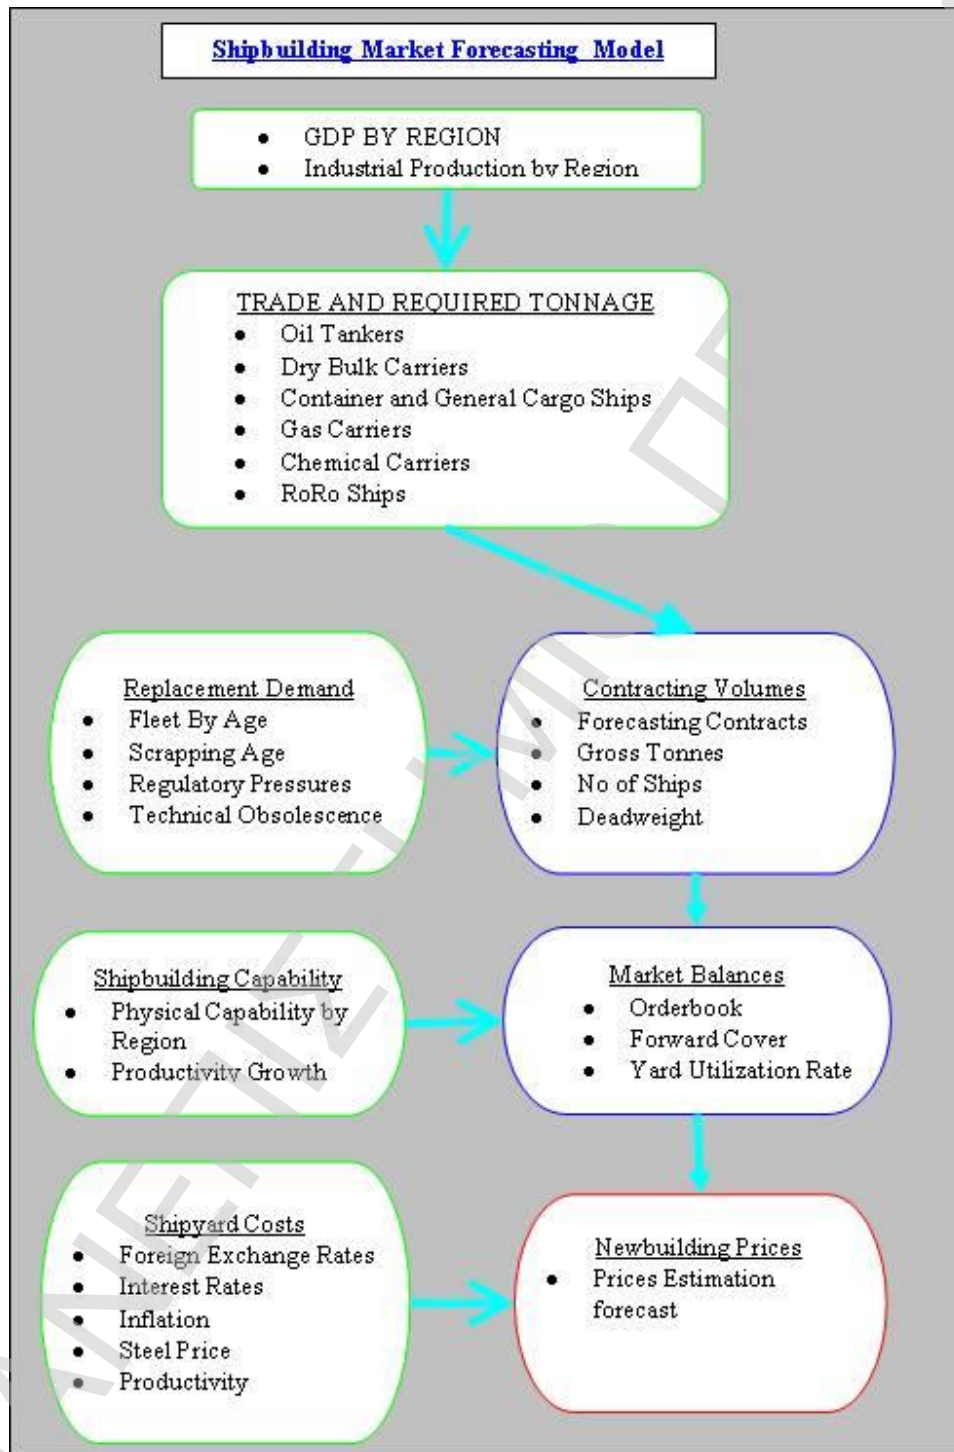 Shipbuilding Market Forecasting Model
● GDP BY REGION
● Industrial Production by Region
TRADE AND REQUIRED TONNAGE
● Oil Tankers
● Dry Bulk Carriers
● Container and General Cargo Ships
● Gas Carriers
● Chemical Carriers
● RoRo Ships
Replacement Demand
● Fleet By Age
● Scrapping Age
● Regulatory Pressures
● Technical Obsolescence
Contracting Volumes
● Forecasting Contracts
● Gross Tonnes
● No of Ships
● Deadweight
Shipbuilding Capability
● Physical Capability by
Region
● Productivity Growth
Market Balances
● Orderbook
● Forward Cover
● Yard Utilization Rate
Shipyard Costs
● Foreign Exchange Rates
● Interest Rates
● Inflation
● Steel Price
● Productivity
Newbuilding Prices
● Prices Estimation
forecast